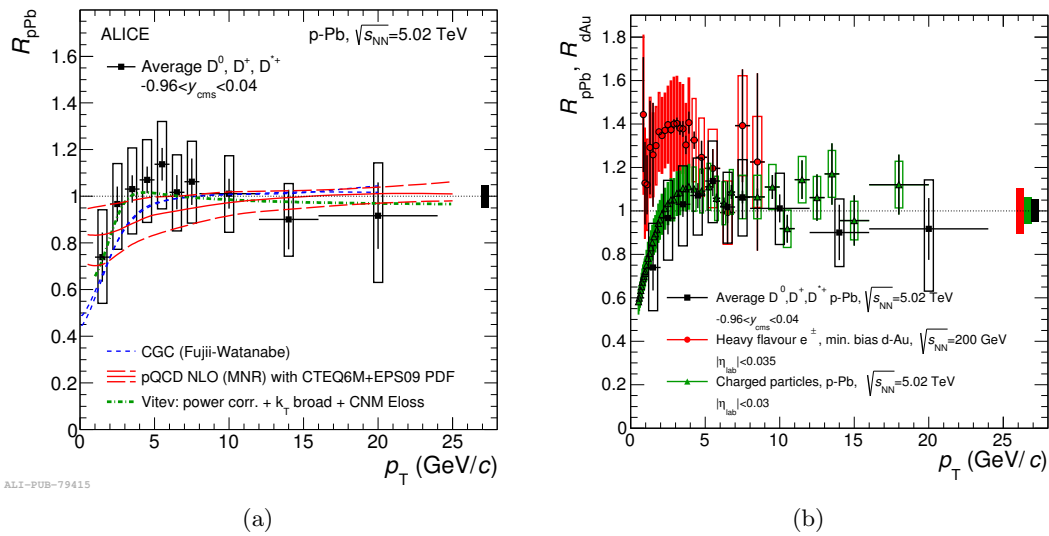 ALICE
p-Pb, √s_NN=5.02 TeV
Average D⁰, D⁺, D*⁺
-0.96<y_cms<0.04
R_pPb
1.6
1.4
1.2
1
0.8
0.6
0.4
0.2
0
CGC (Fujii-Watanabe)
pQCD NLO (MNR) with CTEQ6M+EPS09 PDF
Vitev: power corr. + k_T broad + CNM Eloss
0 5 10 15 20 25
p_T (GeV/c)
ALI-PUB-79415
(a)
R_pPb, R_dAu
1.8
1.6
1.4
1.2
1
0.8
0.6
0.4
0.2
0
Average D⁰,D⁺,D*⁺ p-Pb, √s_NN=5.02 TeV
-0.96<y_cms<0.04
Heavy flavour e±, min. bias d-Au, √s_NN=200 GeV
|η_lab|<0.035
Charged particles, p-Pb, √s_NN=5.02 TeV
|η_lab|<0.03
0 5 10 15 20 25
p_T (GeV/c)
(b)